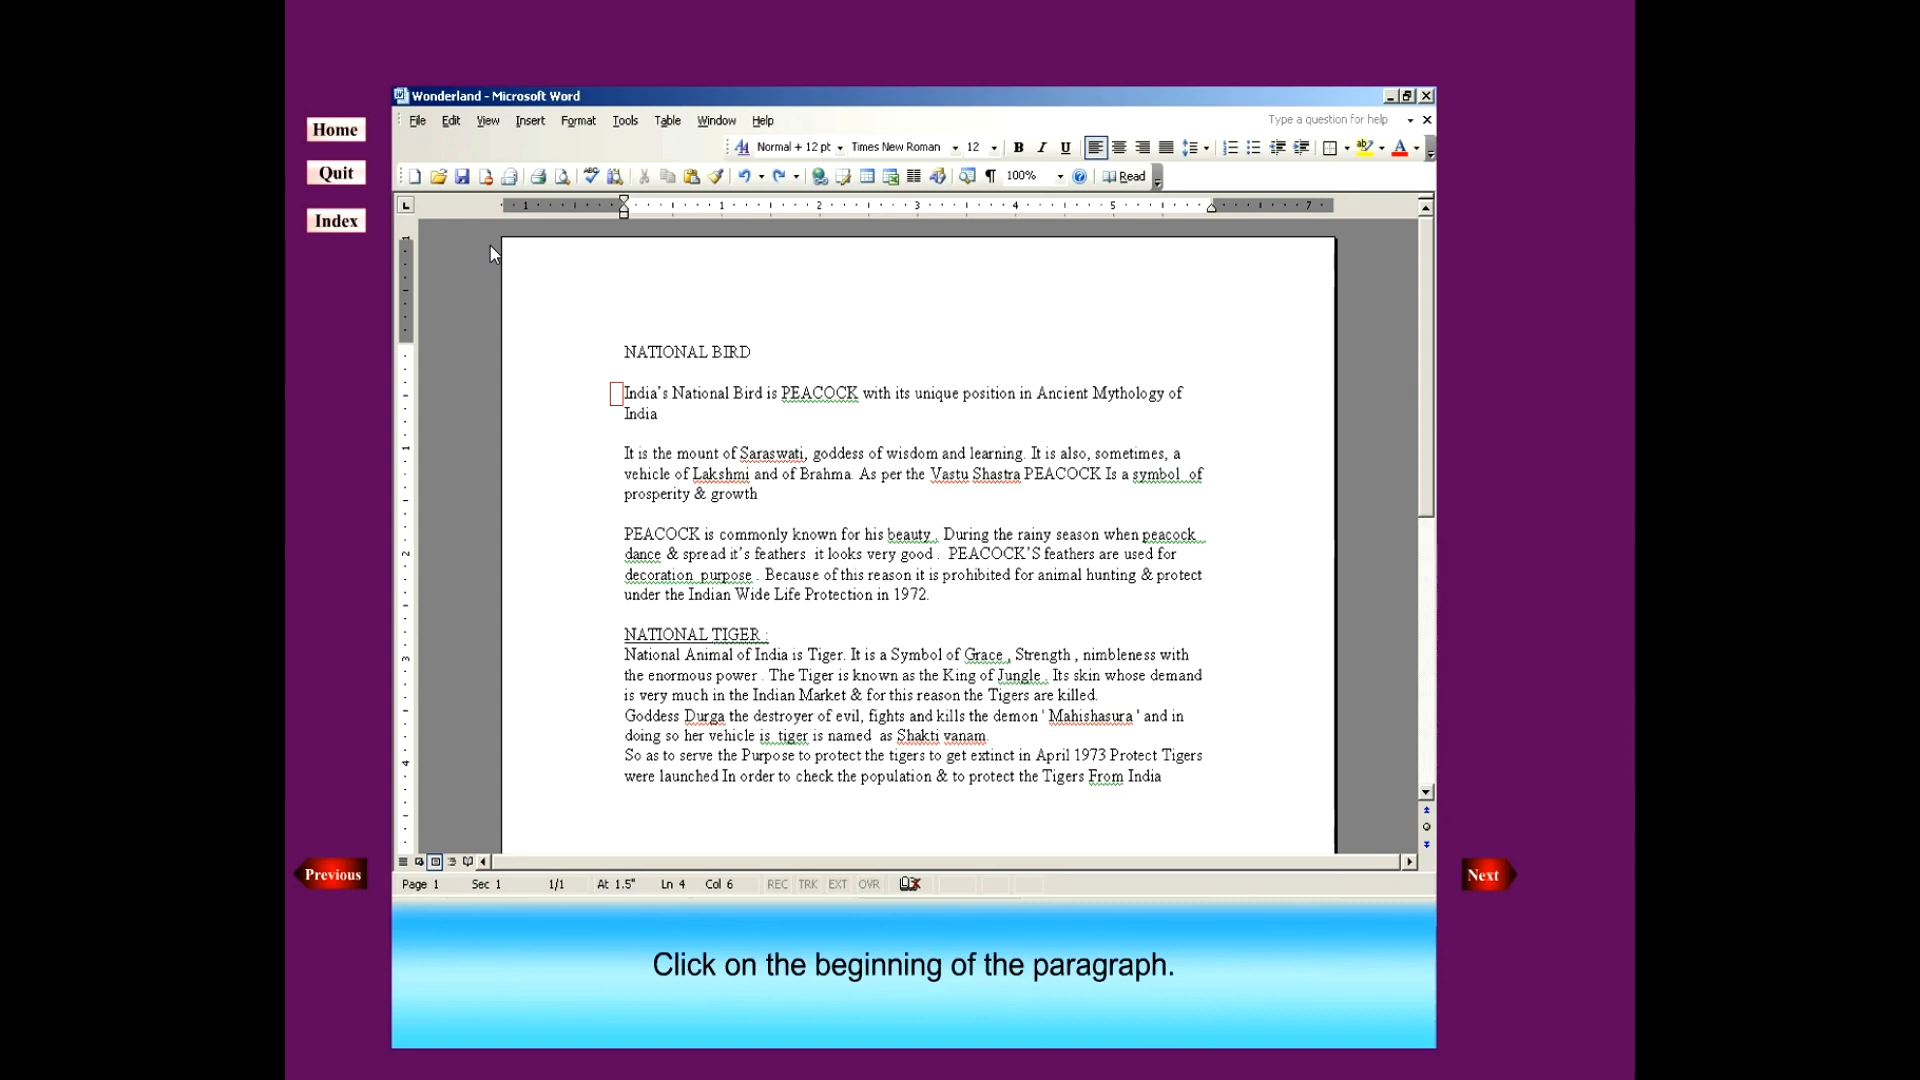 Wonderland - Microsoft Word
Home
File Edit View Insert Format Tools Table Window Help Type a question for help
Normal + 12 pt Times New Roman 12 B I U
Quit
100% Read
Index
1 1 2 3 4 5 7
NATIONAL BIRD
India's National Bird is PEACOCK with its unique position in Ancient Mythology of
India
It is the mount of Saraswati, goddess of wisdom and learning. It is also, sometimes, a
vehicle of Lakshmi and of Brahma. As per the Vastu Shastra PEACOCK Is a symbol of
prosperity & growth
PEACOCK is commonly known for his beauty . During the rainy season when peacock
dance & spread it's feathers it looks very good . PEACOCK'S feathers are used for
decoration purpose . Because of this reason it is prohibited for animal hunting & protect
under the Indian Wide Life Protection in 1972.
NATIONAL TIGER :
National Animal of India is Tiger. It is a Symbol of Grace , Strength , nimbleness with
the enormous power . The Tiger is known as the King of Jungle . Its skin whose demand
is very much in the Indian Market & for this reason the Tigers are killed.
Goddess Durga the destroyer of evil, fights and kills the demon ' Mahishasura ' and in
doing so her vehicle is tiger is named as Shakti vanam.
So as to serve the Purpose to protect the tigers to get extinct in April 1973 Protect Tigers
were launched In order to check the population & to protect the Tigers From India
Previous
Next
Page 1 Sec 1 1/1 At 1.5" Ln 4 Col 6 REC TRK EXT OVR
Click on the beginning of the paragraph.